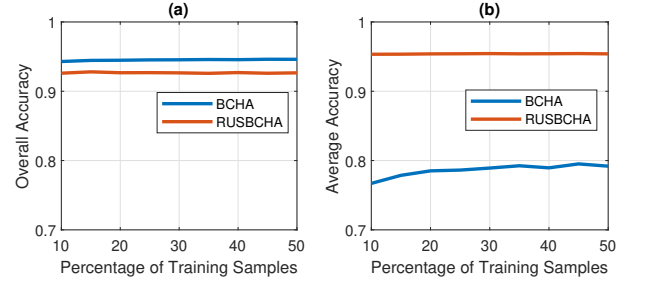 (a)
1
0.9
0.8
0.7
Overall Accuracy
BCHA
RUSBCHA
10 20 30 40 50
Percentage of Training Samples
(b)
1
0.9
0.8
0.7
Average Accuracy
BCHA
RUSBCHA
10 20 30 40 50
Percentage of Training Samples